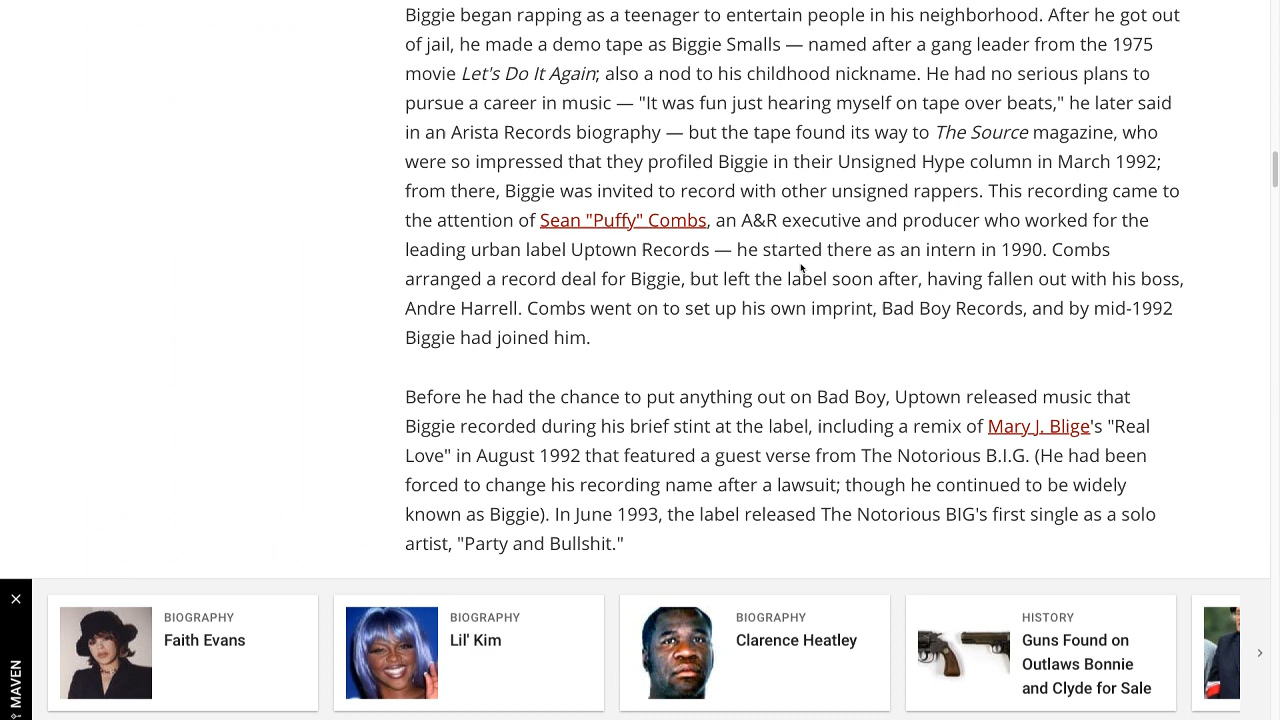 Biggie began rapping as a teenager to entertain people in his neighborhood. After he got out
of jail, he made a demo tape as Biggie Smalls — named after a gang leader from the 1975
movie Let's Do It Again; also a nod to his childhood nickname. He had no serious plans to
pursue a career in music — "It was fun just hearing myself on tape over beats," he later said
in an Arista Records biography — but the tape found its way to The Source magazine, who
were so impressed that they profiled Biggie in their Unsigned Hype column in March 1992;
from there, Biggie was invited to record with other unsigned rappers. This recording came to
the attention of Sean "Puffy" Combs, an A&R executive and producer who worked for the
leading urban label Uptown Records — he started there as an intern in 1990. Combs
arranged a record deal for Biggie, but left the label soon after, having fallen out with his boss,
Andre Harrell. Combs went on to set up his own imprint, Bad Boy Records, and by mid-1992
Biggie had joined him.
Before he had the chance to put anything out on Bad Boy, Uptown released music that
Biggie recorded during his brief stint at the label, including a remix of Mary J. Blige's "Real
Love" in August 1992 that featured a guest verse from The Notorious B.I.G. (He had been
forced to change his recording name after a lawsuit; though he continued to be widely
known as Biggie). In June 1993, the label released The Notorious BIG's first single as a solo
artist, "Party and Bullshit."
MAVEN
BIOGRAPHY
Faith Evans
BIOGRAPHY
Lil' Kim
BIOGRAPHY
Clarence Heatley
HISTORY
Guns Found on
Outlaws Bonnie
and Clyde for Sale